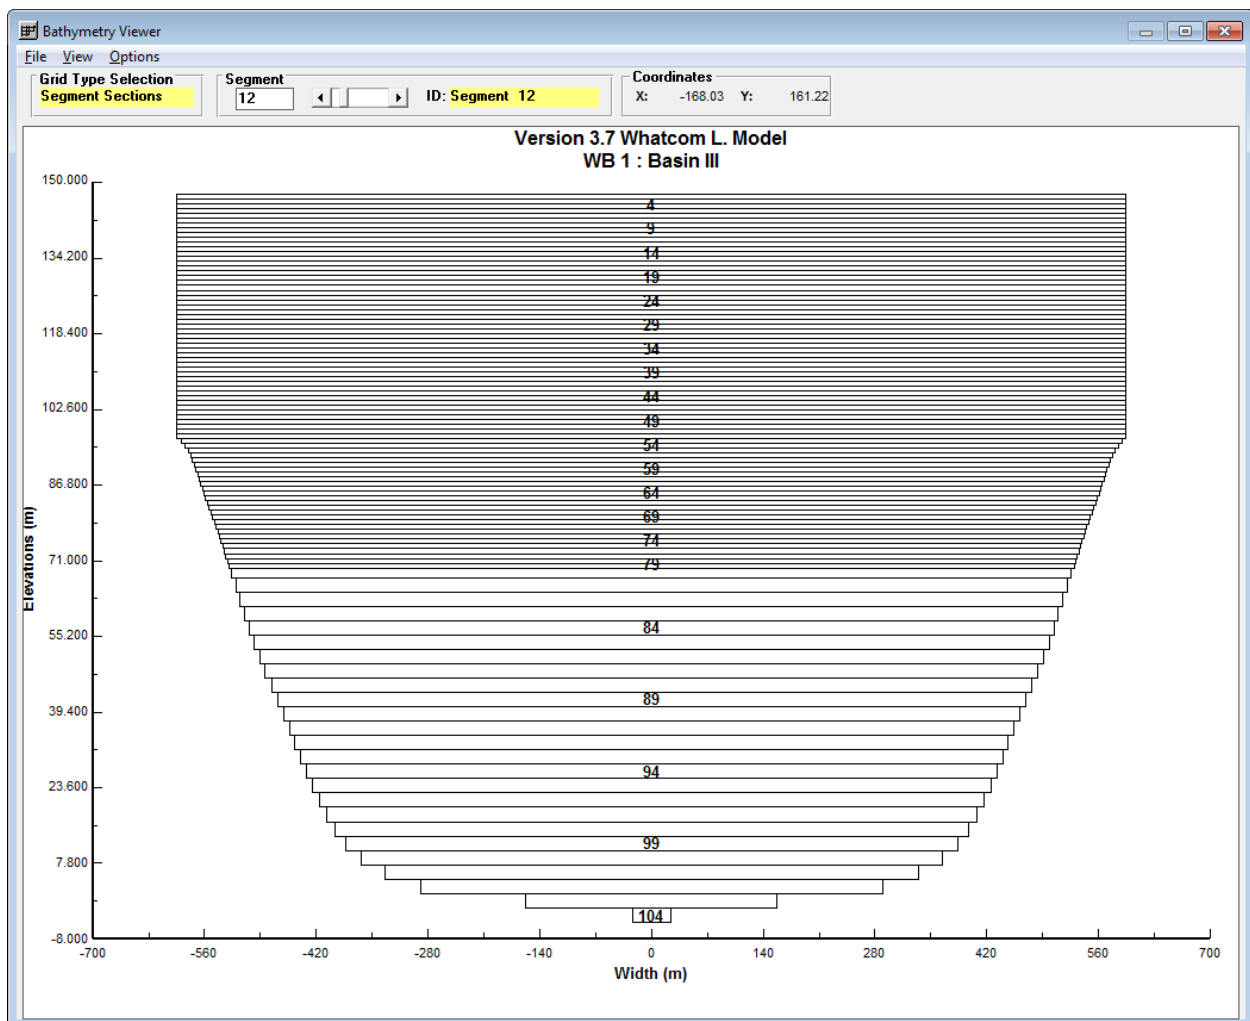 Bathymetry Viewer
File View Options
Grid Type Selection
Segment Sections
Segment
12
ID: Segment 12
Coordinates
X: -168.03 Y: 161.22
Version 3.7 Whatcom L. Model
WB 1 : Basin III
150.000
134.200
118.400
102.600
86.800
71.000
55.200
39.400
23.600
7.800
-8.000
Elevations (m)
4
9
14
19
24
29
34
39
44
49
54
59
64
69
74
79
84
89
94
99
104
-700 -560 -420 -280 -140 0 140 280 420 560 700
Width (m)